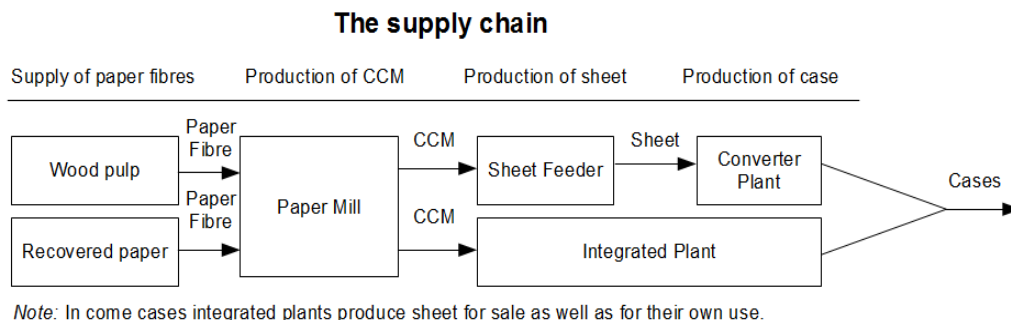 The supply chain
Supply of paper fibres Production of CCM Production of sheet Production of case
Paper
Fibre
CCM
Sheet
Wood pulp
Sheet Feeder
Converter
Plant
Cases
Paper
Fibre
Paper Mill
CCM
Recovered paper
Integrated Plant
Note: In come cases integrated plants produce sheet for sale as well as for their own use.